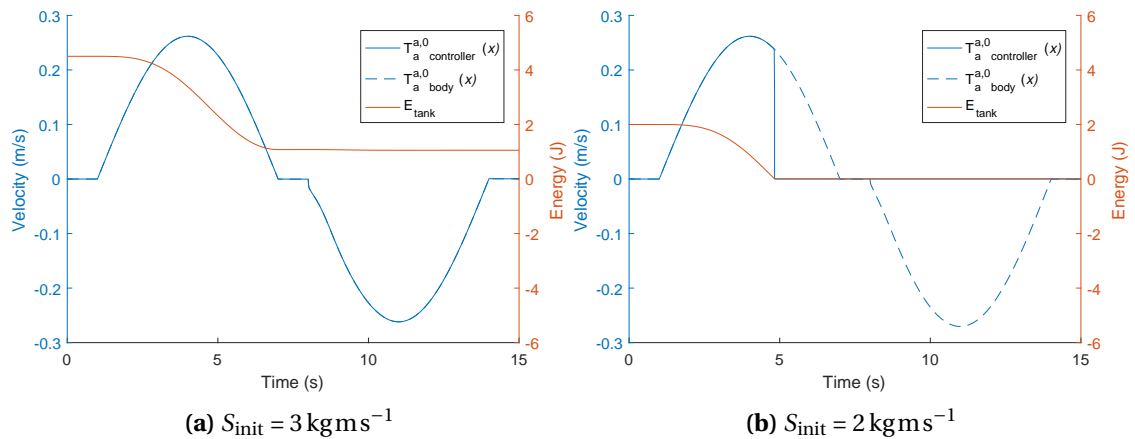 0.3
0.2
0.1
0
-0.1
-0.2
-0.3
Velocity (m/s)
6
4
2
0
-2
-4
-6
Energy (J)
T_a^{a,0} controller (x)
T_a^{a,0} body (x)
E_tank
0 5 10 15
Time (s)
(a) S_init = 3 kg m s^{-1}
0.3
0.2
0.1
0
-0.1
-0.2
-0.3
Velocity (m/s)
6
4
2
0
-2
-4
-6
Energy (J)
T_a^{a,0} controller (x)
T_a^{a,0} body (x)
E_tank
0 5 10 15
Time (s)
(b) S_init = 2 kg m s^{-1}